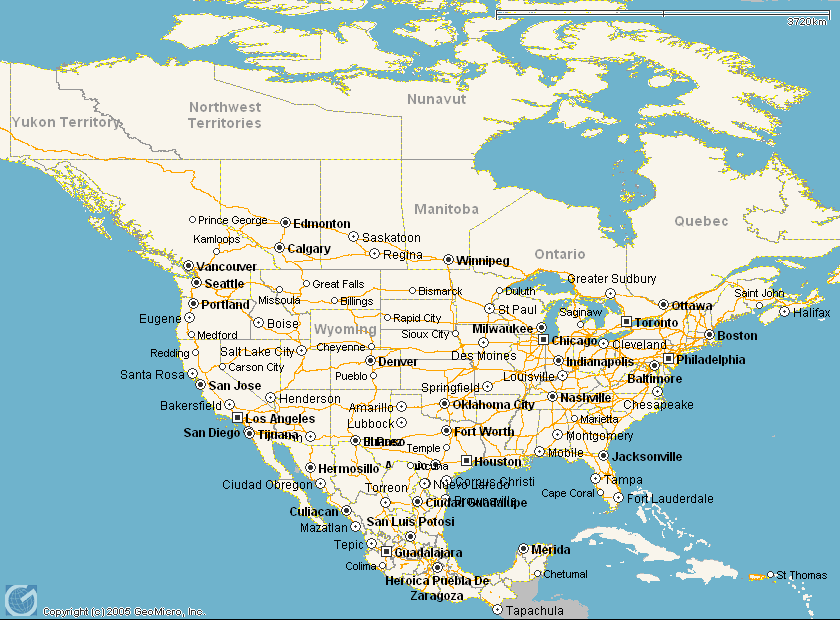 3720km
Nunavut
Northwest
Territories
Yukon Territory
Manitoba
Quebec
Ontario
Prince George
Edmonton
Kamloops
Saskatoon
Calgary
Regina
Winnipeg
Vancouver
Greater Sudbury
Seattle
Great Falls
Bismarck
Duluth
Saint John
Missoula
Billings
Portland
Ottawa
St Paul
Saginaw
Halifax
Eugene
Boise
Rapid City
Toronto
Wyoming
Milwaukee
Medford
Sioux City
Boston
Chicago
Cleveland
Cheyenne
Redding
Salt Lake City
Des Moines
Denver
Indianapolis
Philadelphia
Carson City
Santa Rosa
Pueblo
Louisville
Baltimore
San Jose
Springfield
Henderson
Nashville
Bakersfield
Amarillo
Oklahoma City
Chesapeake
Los Angeles
Lubbock
Marietta
San Diego
Tijuana
Fort Worth
Montgomery
El Paso
Temple
Mobile
Jacksonville
Houston
Hermosillo
Ciudad Obregon
Nuevo Laredo
Corpus Christi
Tampa
Torreon
Cape Coral
Fort Lauderdale
Brownsville
Ciudad Guadalupe
Culiacan
San Luis Potosi
Mazatlan
Tepic
Guadalajara
Merida
Colima
Chetumal
St Thomas
Heroica Puebla De
Zaragoza
Tapachula
Copyright (c) 2005 GeoMicro, Inc.